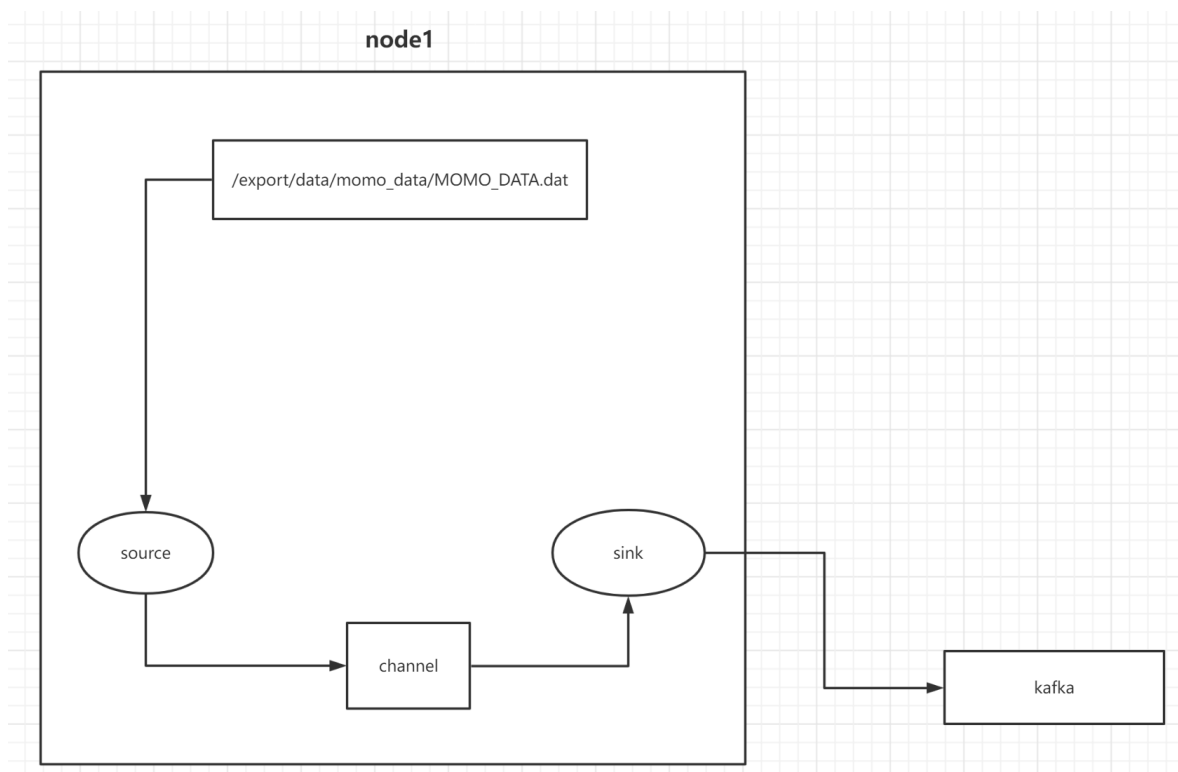 node1
/export/data/momo_data/MOMO_DATA.dat
source
sink
channel
kafka